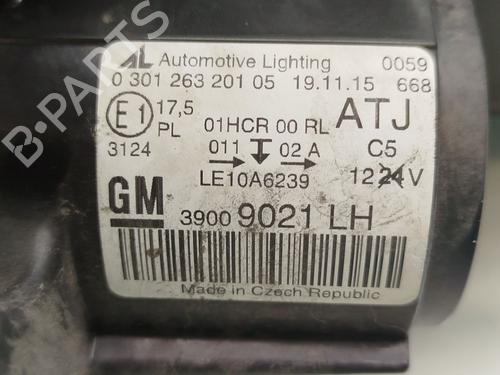 AL Automotive Lighting 0059
0 301 263 201 05 19.11.15 668
E1 17,5 01HCR 00 RL ATJ
PL
3124 011 02 A C5
LE10A6239 12 24 V
GM
3900 9021 LH
Made in Czech Republic
B-PARTS